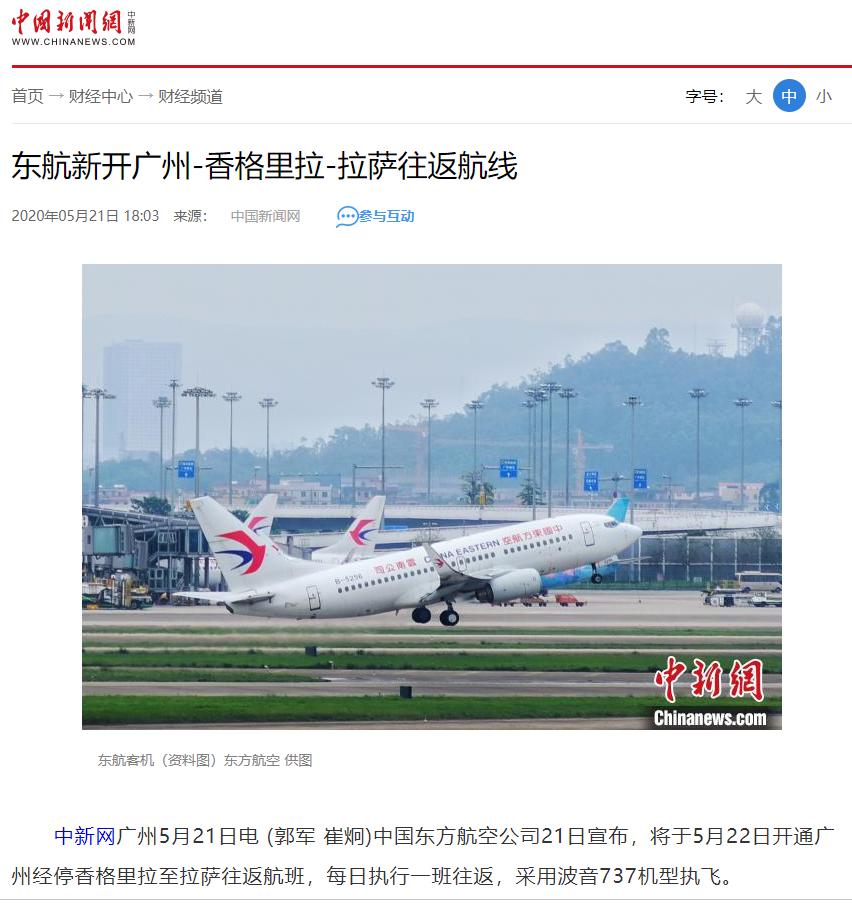 中国新闻網
中新网
WWW.CHINANEWS.COM
首页 → 财经中心 → 财经频道
字号： 大 中 小
东航新开广州-香格里拉-拉萨往返航线
2020年05月21日 18:03 来源： 中国新闻网 参与互动
中國東方航空
CHINA EASTERN
雲南公司
B-5256
中新網
Chinanews.com
东航客机（资料图）东方航空 供图
中新网广州5月21日电 (郭军 崔炯)中国东方航空公司21日宣布，将于5月22日开通广
州经停香格里拉至拉萨往返航班，每日执行一班往返，采用波音737机型执飞。